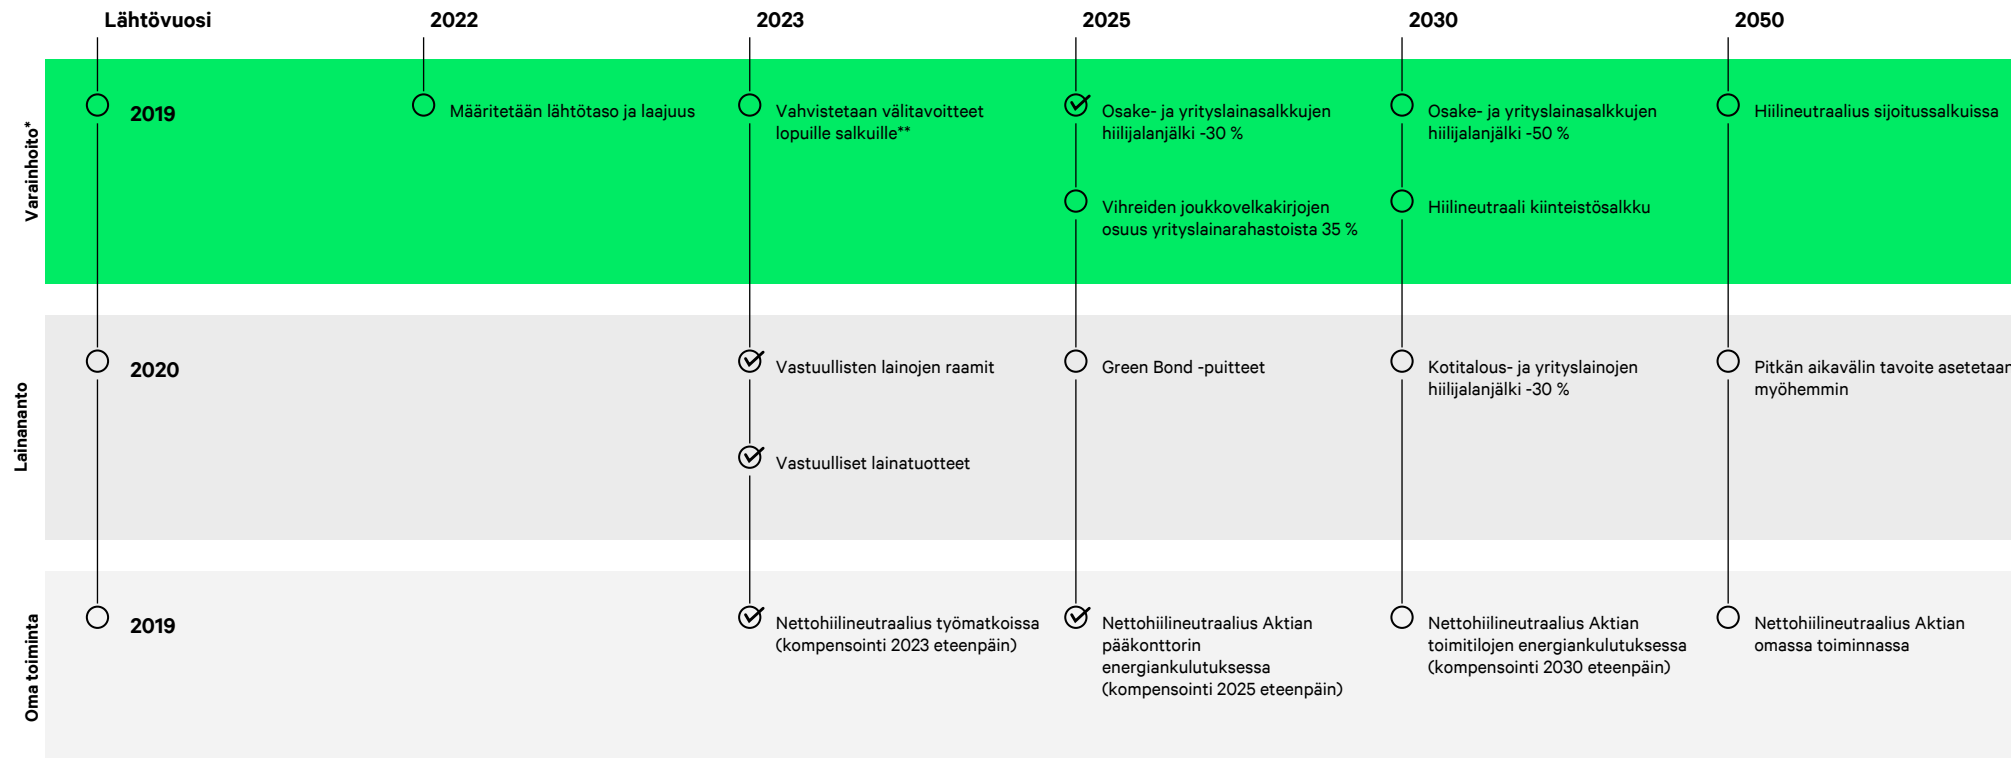 Lähtövuosi
2022
2023
2025
2030
2050
Varainhoito*
2019
Määritetään lähtötaso ja laajuus
Vahvistetaan välitavoitteet
lopuille salkuille**
Osake- ja yrityslainasalkkujen
hiilijalanjälki -30 %
Vihreiden joukkovelkakirjojen
osuus yrityslainarahastoista 35 %
Osake- ja yrityslainasalkkujen
hiilijalanjälki -50 %
Hiilineutraali kiinteistösalkku
Hiilineutraalius sijoitussalkuissa
Lainananto
2020
Vastuullisten lainojen raamit
Vastuulliset lainatuotteet
Green Bond -puitteet
Kotitalous- ja yrityslainojen
hiilijalanjälki -30 %
Pitkän aikavälin tavoite asetetaan
myöhemmin
Oma toiminta
2019
Nettohiilineutraalius työmatkoissa
(kompensointi 2023 eteenpäin)
Nettohiilineutraalius Aktian
pääkonttorin
energiankulutuksessa
(kompensointi 2025 eteenpäin)
Nettohiilineutraalius Aktian
toimitilojen energiankulutuksessa
(kompensointi 2030 eteenpäin)
Nettohiilineutraalius Aktian
omassa toiminnassa